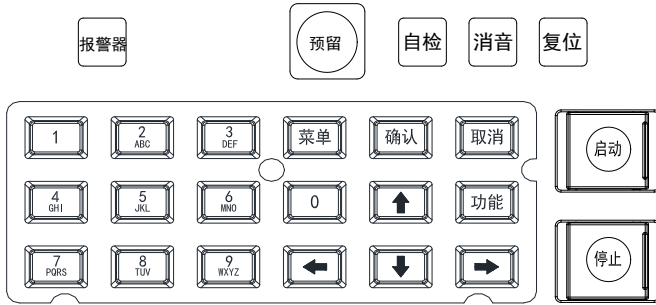 报警器
预留
自检
消音
复位
1
2
ABC
3
DEF
菜单
确认
取消
启动
4
GHI
5
JKL
6
MNO
0
功能
7
PQRS
8
TUV
9
WXYZ
停止